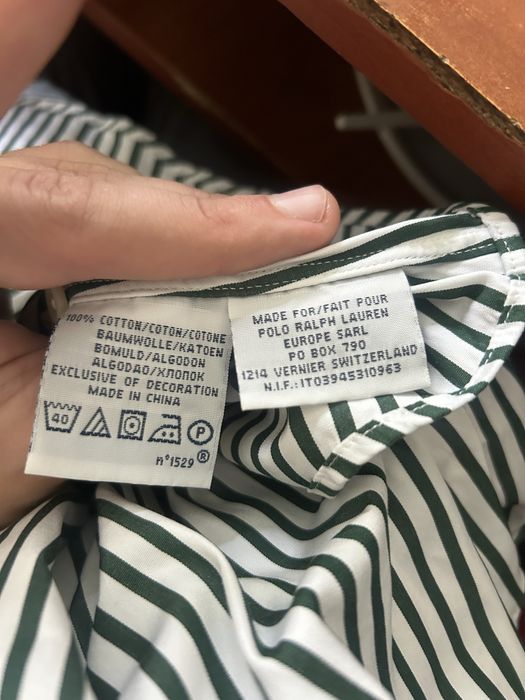 100% COTTON/COTON/COTONE
BAUMWOLLE/KATOEN
BOMULD/ALGODON
ALGODAO/ХЛОПОК
EXCLUSIVE OF DECORATION
MADE IN CHINA
40 P
n°1529®
MADE FOR/FAIT POUR
POLO RALPH LAUREN
EUROPE SARL
PO BOX 790
1214 VERNIER SWITZERLAND
N.I.F.:IT03945310963